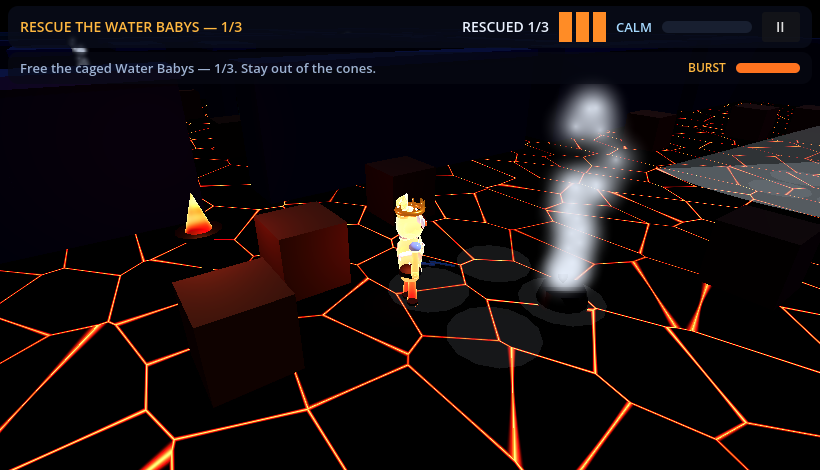 RESCUE THE WATER BABYS — 1/3
RESCUED 1/3
CALM
Free the caged Water Babys — 1/3. Stay out of the cones.
BURST